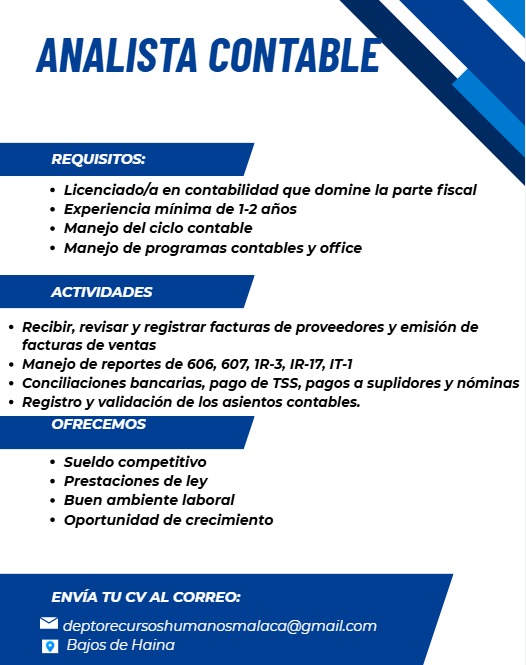 ANALISTA CONTABLE
REQUISITOS:
• Licenciado/a en contabilidad que domine la parte fiscal
• Experiencia mínima de 1-2 años
• Manejo del ciclo contable
• Manejo de programas contables y office
ACTIVIDADES
• Recibir, revisar y registrar facturas de proveedores y emisión de
facturas de ventas
• Manejo de reportes de 606, 607, 1R-3, IR-17, IT-1
• Conciliaciones bancarias, pago de TSS, pagos a suplidores y nóminas
• Registro y validación de los asientos contables.
OFRECEMOS
• Sueldo competitivo
• Prestaciones de ley
• Buen ambiente laboral
• Oportunidad de crecimiento
ENVÍA TU CV AL CORREO:
deptorecursoshumanosmalaca@gmail.com
Bajos de Haina